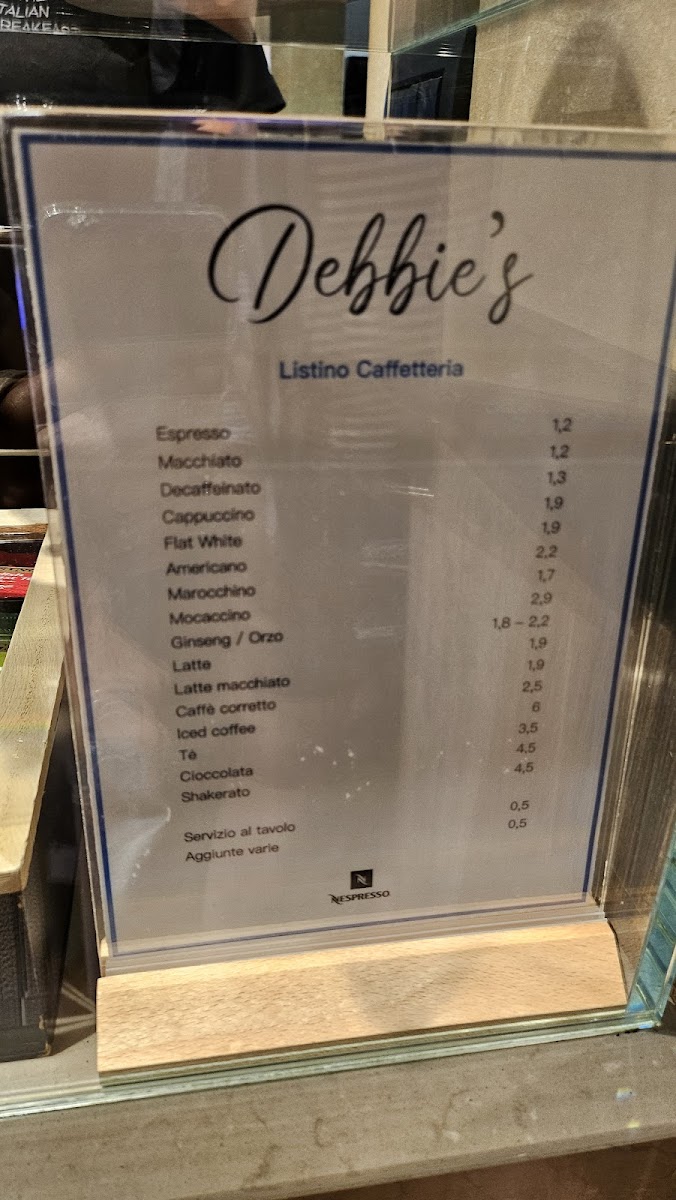 ITALIAN
BREAKFAST
Debbie's
Listino Caffetteria
Espresso 1,2
Macchiato 1,2
Decaffeinato 1,3
Cappuccino 1,9
Flat White 1,9
Americano 2,2
Marocchino 1,7
Mocaccino 2,9
Ginseng / Orzo 1,8 – 2,2
Latte 1,9
Latte macchiato 1,9
Caffè corretto 2,5
Iced coffee 6
Tè 3,5
Cioccolata 4,5
Shakerato 4,5
Servizio al tavolo 0,5
Aggiunte varie 0,5
NESPRESSO